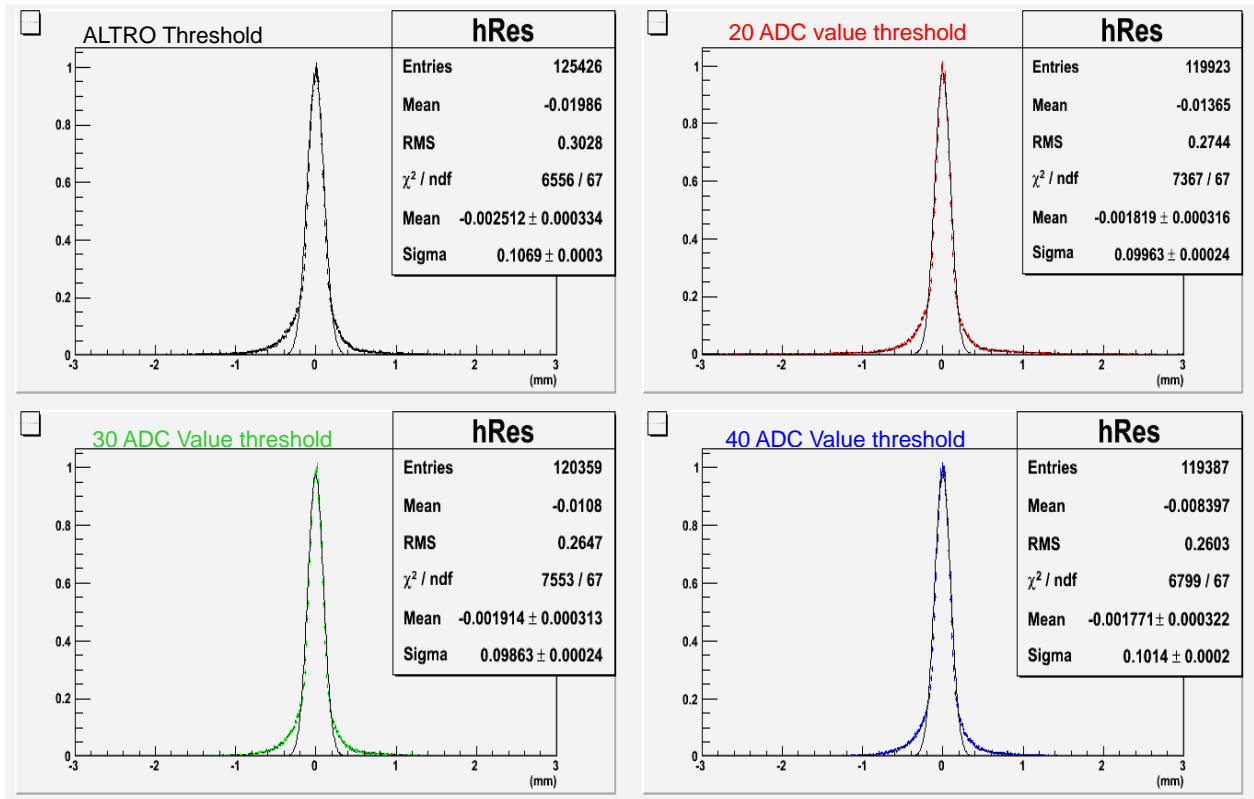 ALTRO Threshold
hRes
Entries 125426
Mean -0.01986
RMS 0.3028
χ² / ndf 6556 / 67
Mean -0.002512 ± 0.000334
Sigma 0.1069 ± 0.0003
1
0.8
0.6
0.4
0.2
0
-3 -2 -1 0 1 2 3
(mm)
20 ADC value threshold
hRes
Entries 119923
Mean -0.01365
RMS 0.2744
χ² / ndf 7367 / 67
Mean -0.001819 ± 0.000316
Sigma 0.09963 ± 0.00024
1
0.8
0.6
0.4
0.2
0
-3 -2 -1 0 1 2 3
(mm)
30 ADC Value threshold
hRes
Entries 120359
Mean -0.0108
RMS 0.2647
χ² / ndf 7553 / 67
Mean -0.001914 ± 0.000313
Sigma 0.09863 ± 0.00024
1
0.8
0.6
0.4
0.2
0
-3 -2 -1 0 1 2 3
(mm)
40 ADC Value threshold
hRes
Entries 119387
Mean -0.008397
RMS 0.2603
χ² / ndf 6799 / 67
Mean -0.001771 ± 0.000322
Sigma 0.1014 ± 0.0002
1
0.8
0.6
0.4
0.2
0
-3 -2 -1 0 1 2 3
(mm)